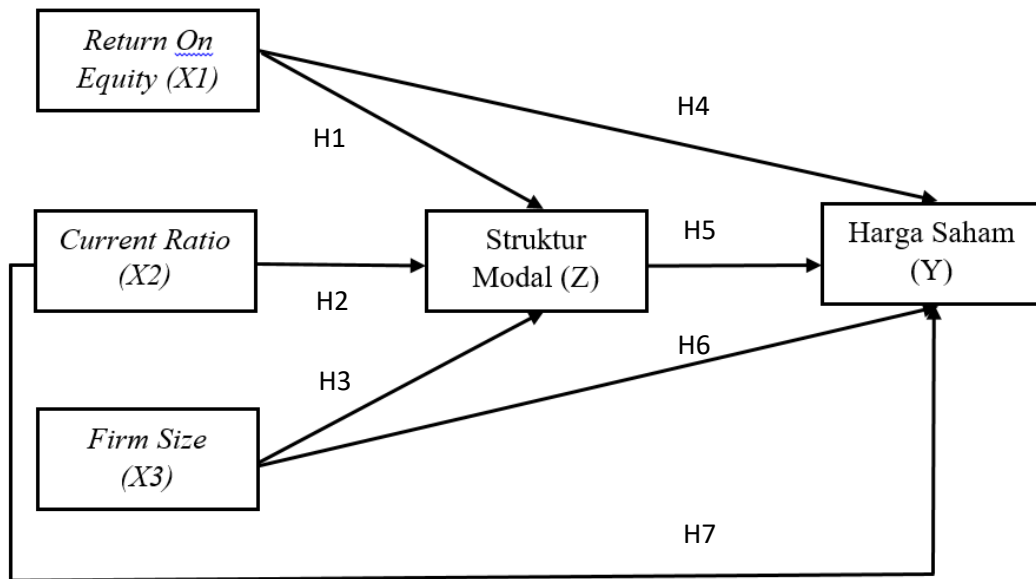 Return On
Equity (X1)
H4
H1
Current Ratio
(X2)
Struktur
Modal (Z)
H5
Harga Saham
(Y)
H2
H3
H6
Firm Size
(X3)
H7